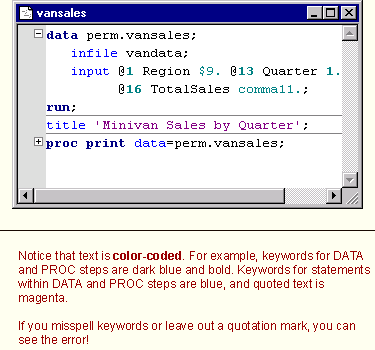 vansales
data perm.vansales;
infile vandata;
input @1 Region $9. @13 Quarter 1.
@16 TotalSales comma11.;
run;
title 'Minivan Sales by Quarter';
proc print data=perm.vansales;
Notice that text is color-coded. For example, keywords for DATA
and PROC steps are dark blue and bold. Keywords for statements
within DATA and PROC steps are blue, and quoted text is
magenta.
If you misspell keywords or leave out a quotation mark, you can
see the error!